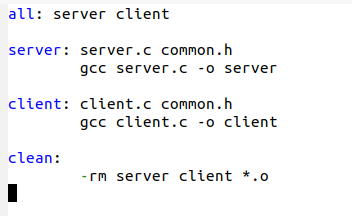 all: server client
server: server.c common.h
gcc server.c -o server
client: client.c common.h
gcc client.c -o client
clean:
-rm server client *.o